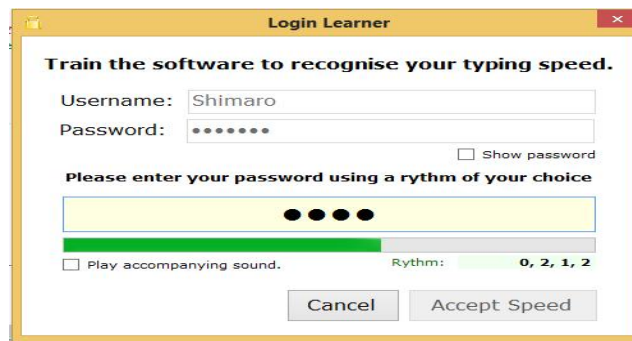 Login Learner
Train the software to recognise your typing speed.
Username: Shimaro
Password: •••••••
Show password
Please enter your password using a rythm of your choice
••••
Play accompanying sound. Rythm: 0, 2, 1, 2
Cancel Accept Speed